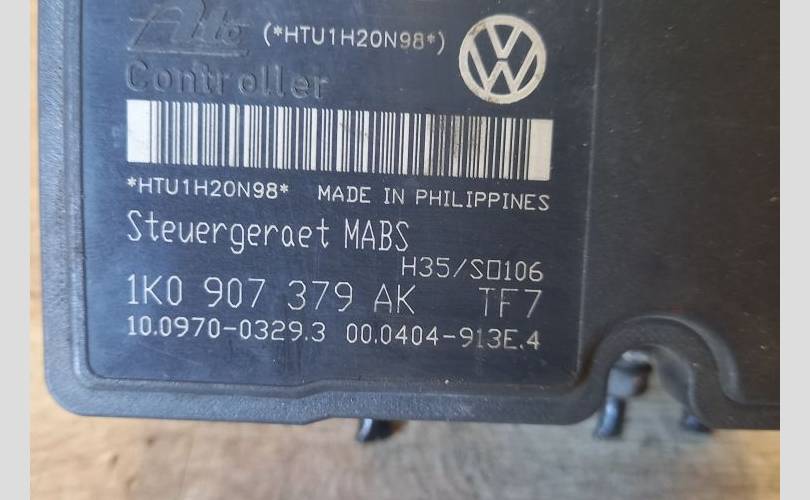 Ate (*HTU1H20N98*)
Controller
*HTU1H20N98* MADE IN PHILIPPINES
Steuergeraet MABS
H35/S0106
1K0 907 379 AK TF7
10.0970-0329.3 00.0404-913E.4